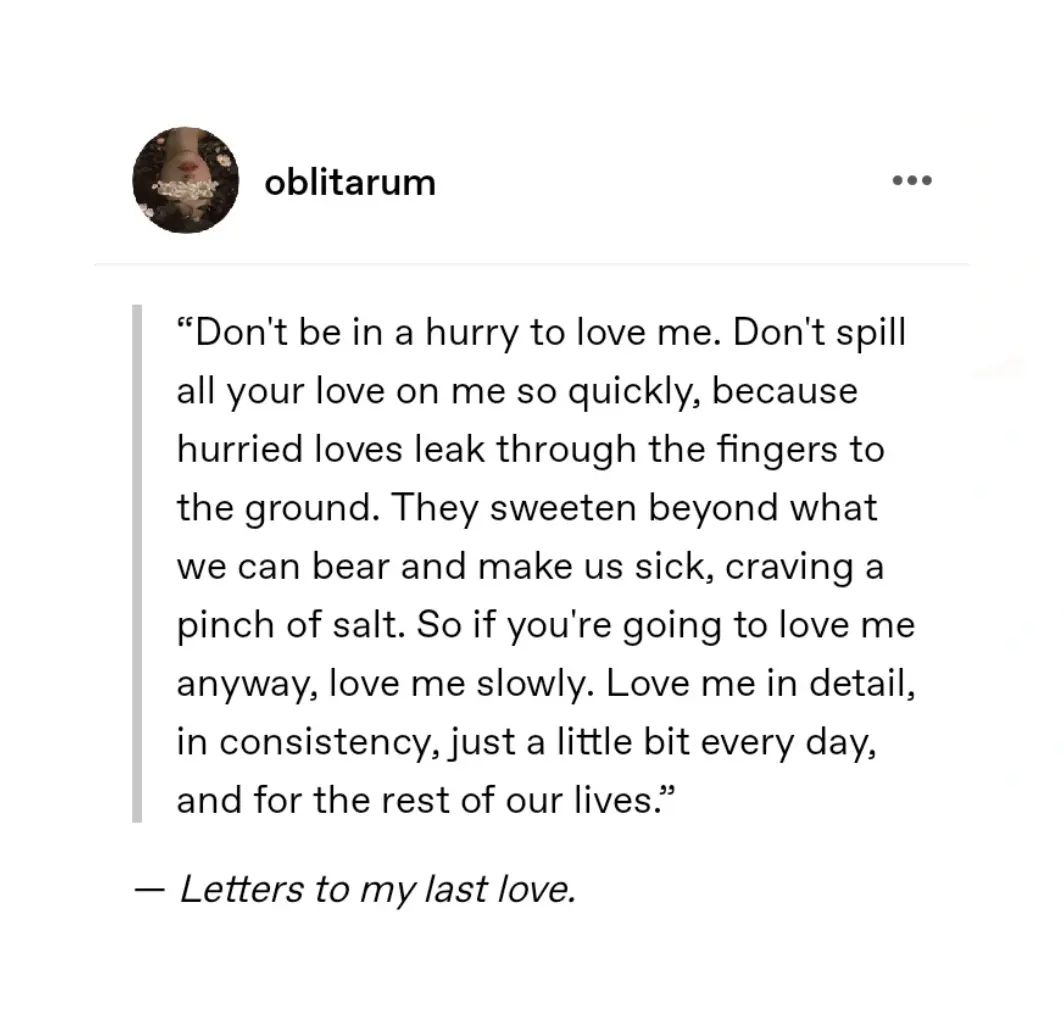 oblitarum
“Don't be in a hurry to love me. Don't spill
all your love on me so quickly, because
hurried loves leak through the fingers to
the ground. They sweeten beyond what
we can bear and make us sick, craving a
pinch of salt. So if you're going to love me
anyway, love me slowly. Love me in detail,
in consistency, just a little bit every day,
and for the rest of our lives.”
— Letters to my last love.